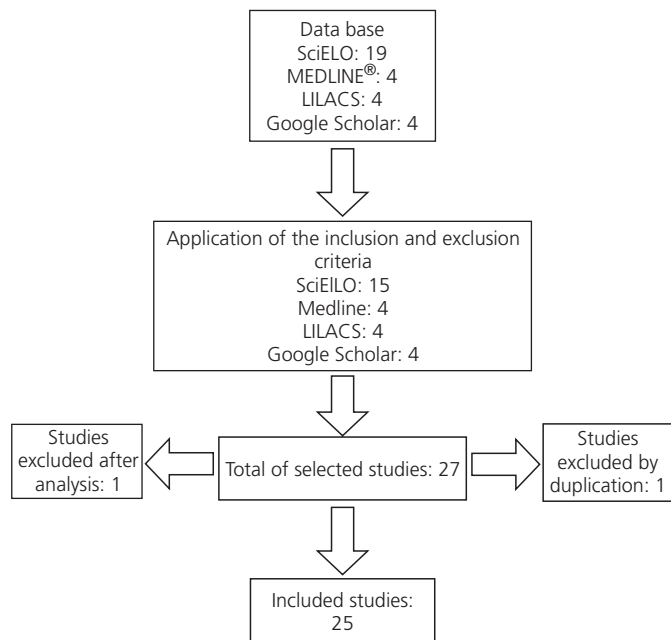 Data base
SciELO: 19
MEDLINE®: 4
LILACS: 4
Google Scholar: 4
Application of the inclusion and exclusion
criteria
SciElLO: 15
Medline: 4
LILACS: 4
Google Scholar: 4
Studies
excluded after
analysis: 1
Total of selected studies: 27
Studies
excluded by
duplication: 1
Included studies:
25